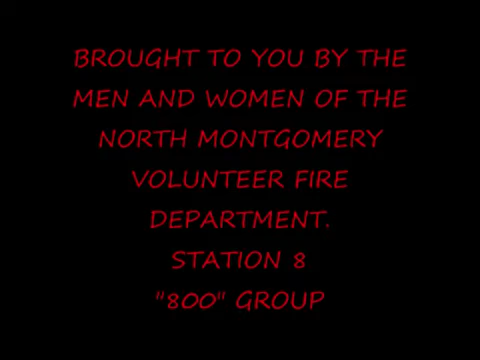 BROUGHT TO YOU BY THE
MEN AND WOMEN OF THE
NORTH MONTGOMERY
VOLUNTEER FIRE
DEPARTMENT.
STATION 8
"800" GROUP